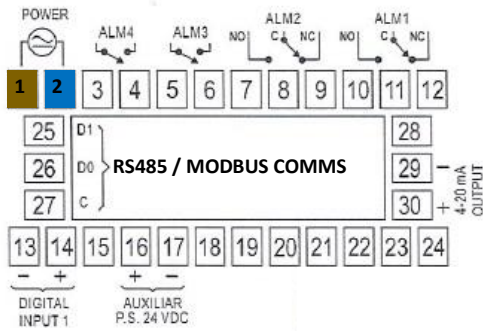 POWER
ALM4
ALM3
ALM2
ALM1
NO C NC NO C NC
1 2 3 4 5 6 7 8 9 10 11 12
25 D1 28
26 D0 RS485 / MODBUS COMMS 29 −
27 C 30 +
4-20 mA
OUTPUT
13 14 15 16 17 18 19 20 21 22 23 24
− + + −
DIGITAL
INPUT 1
AUXILIAR
P.S. 24 VDC